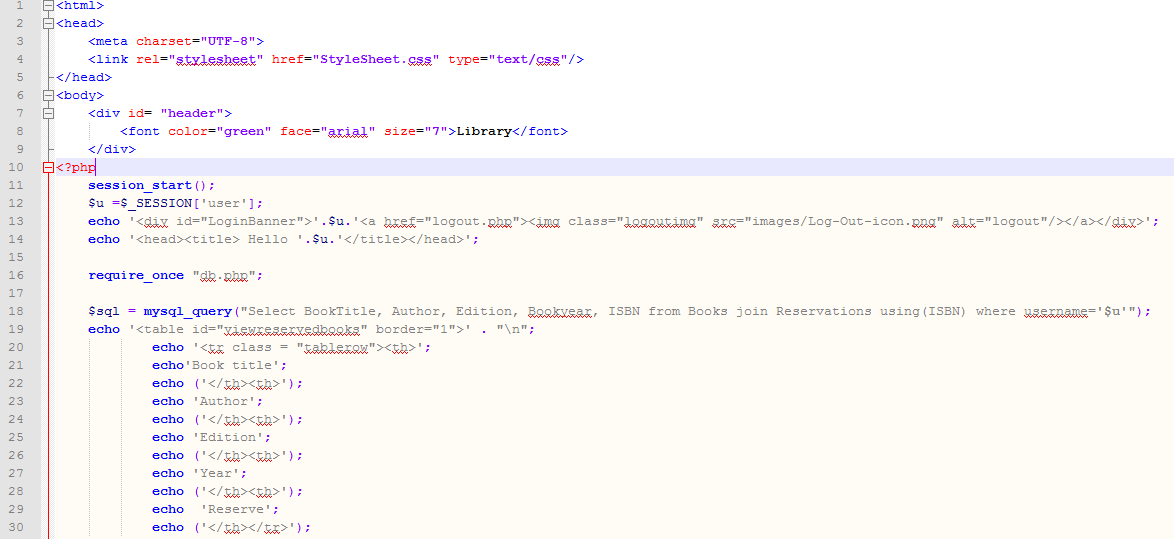 1 <html>
2 <head>
3 <meta charset="UTF-8">
4 <link rel="stylesheet" href="StyleSheet.css" type="text/css"/>
5 </head>
6 <body>
7 <div id= "header">
8 <font color="green" face="arial" size="7">Library</font>
9 </div>
10 <?php
11 session_start();
12 $u =$_SESSION['user'];
13 echo '<div id="LoginBanner">'.$u.'<a href="logout.php"><img class="logoutimg" src="images/Log-Out-icon.png" alt="logout"/></a></div>';
14 echo '<head><title> Hello '.$u.'</title></head>';
15
16 require_once "db.php";
17
18 $sql = mysql_query("Select BookTitle, Author, Edition, Bookyear, ISBN from Books join Reservations using(ISBN) where username='$u'");
19 echo '<table id="viewreservedbooks" border="1">' . "\n";
20 echo '<tr class = "tablerow"><th>';
21 echo'Book title';
22 echo ('</th><th>');
23 echo 'Author';
24 echo ('</th><th>');
25 echo 'Edition';
26 echo ('</th><th>');
27 echo 'Year';
28 echo ('</th><th>');
29 echo  'Reserve';
30 echo ('</th></tr>');